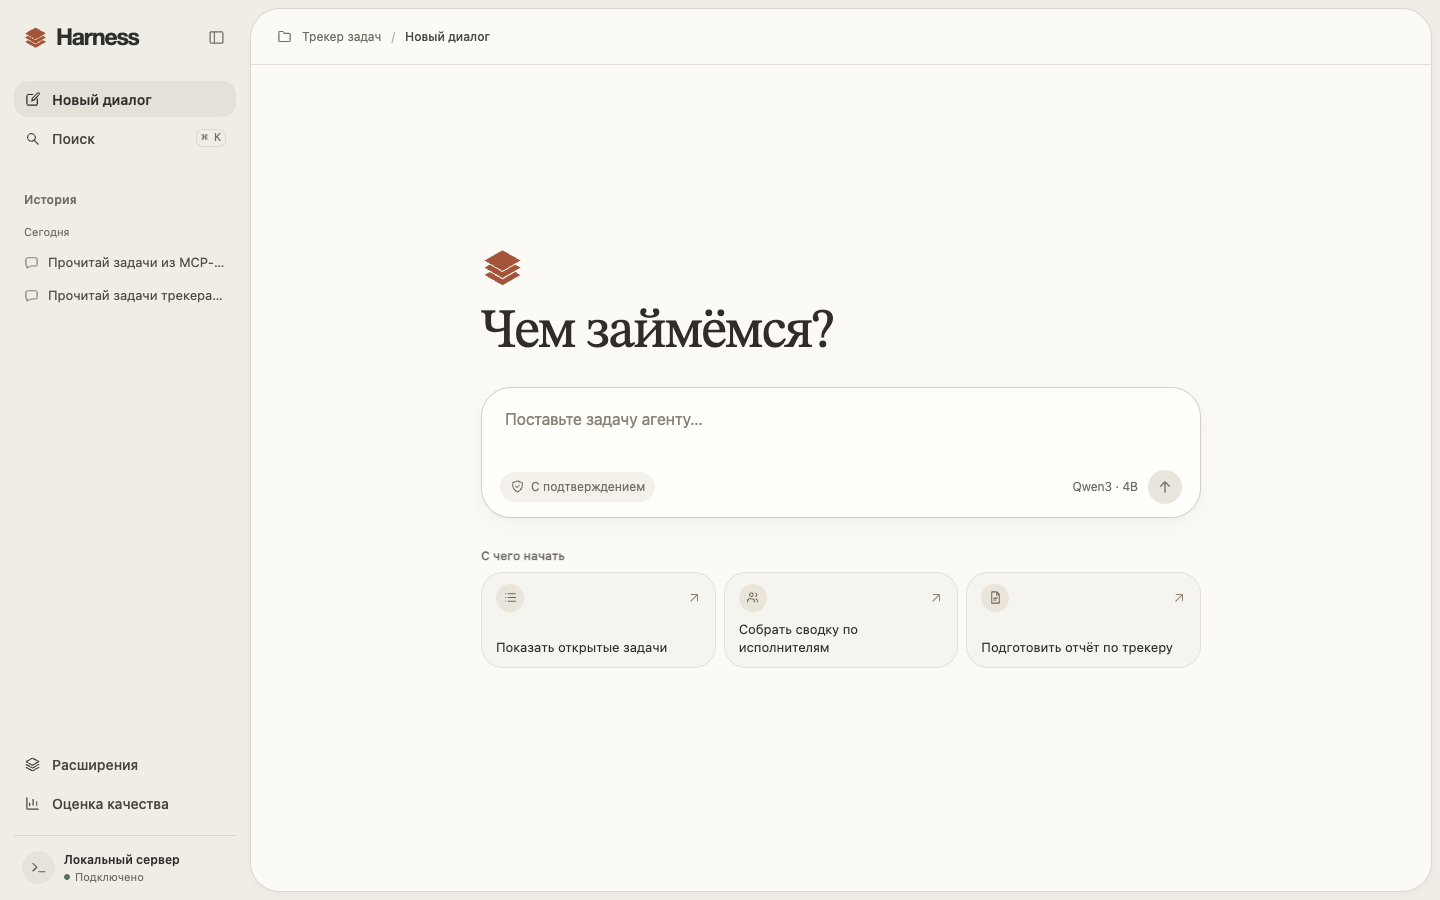 Harness
Новый диалог
Поиск
⌘ K
История
Сегодня
Прочитай задачи из MCP-...
Прочитай задачи трекера...
Расширения
Оценка качества
Локальный сервер
Подключено
Трекер задач / Новый диалог
Чем займёмся?
Поставьте задачу агенту...
С подтверждением
Qwen3 · 4B
С чего начать
Показать открытые задачи
Собрать сводку по
исполнителям
Подготовить отчёт по трекеру